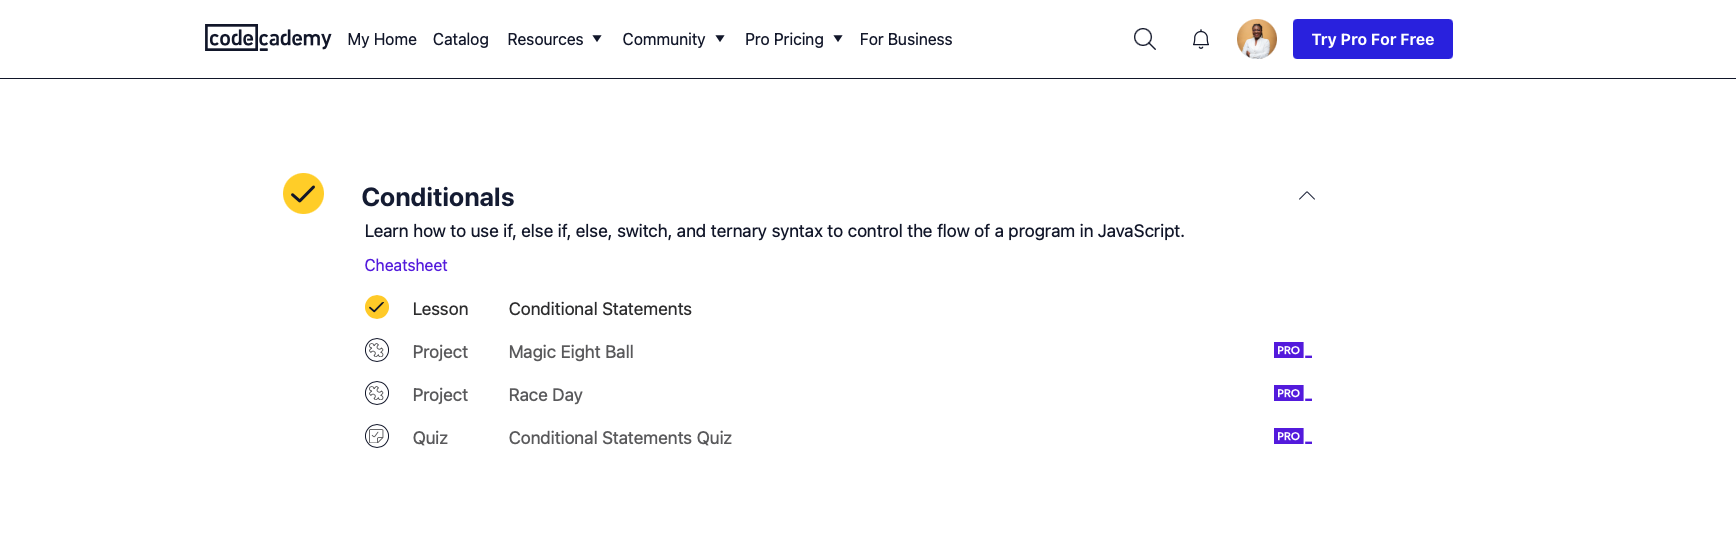 codecademy My Home Catalog Resources Community Pro Pricing For Business Try Pro For Free
Conditionals
Learn how to use if, else if, else, switch, and ternary syntax to control the flow of a program in JavaScript.
Cheatsheet
Lesson Conditional Statements
Project Magic Eight Ball PRO
Project Race Day PRO
Quiz Conditional Statements Quiz PRO